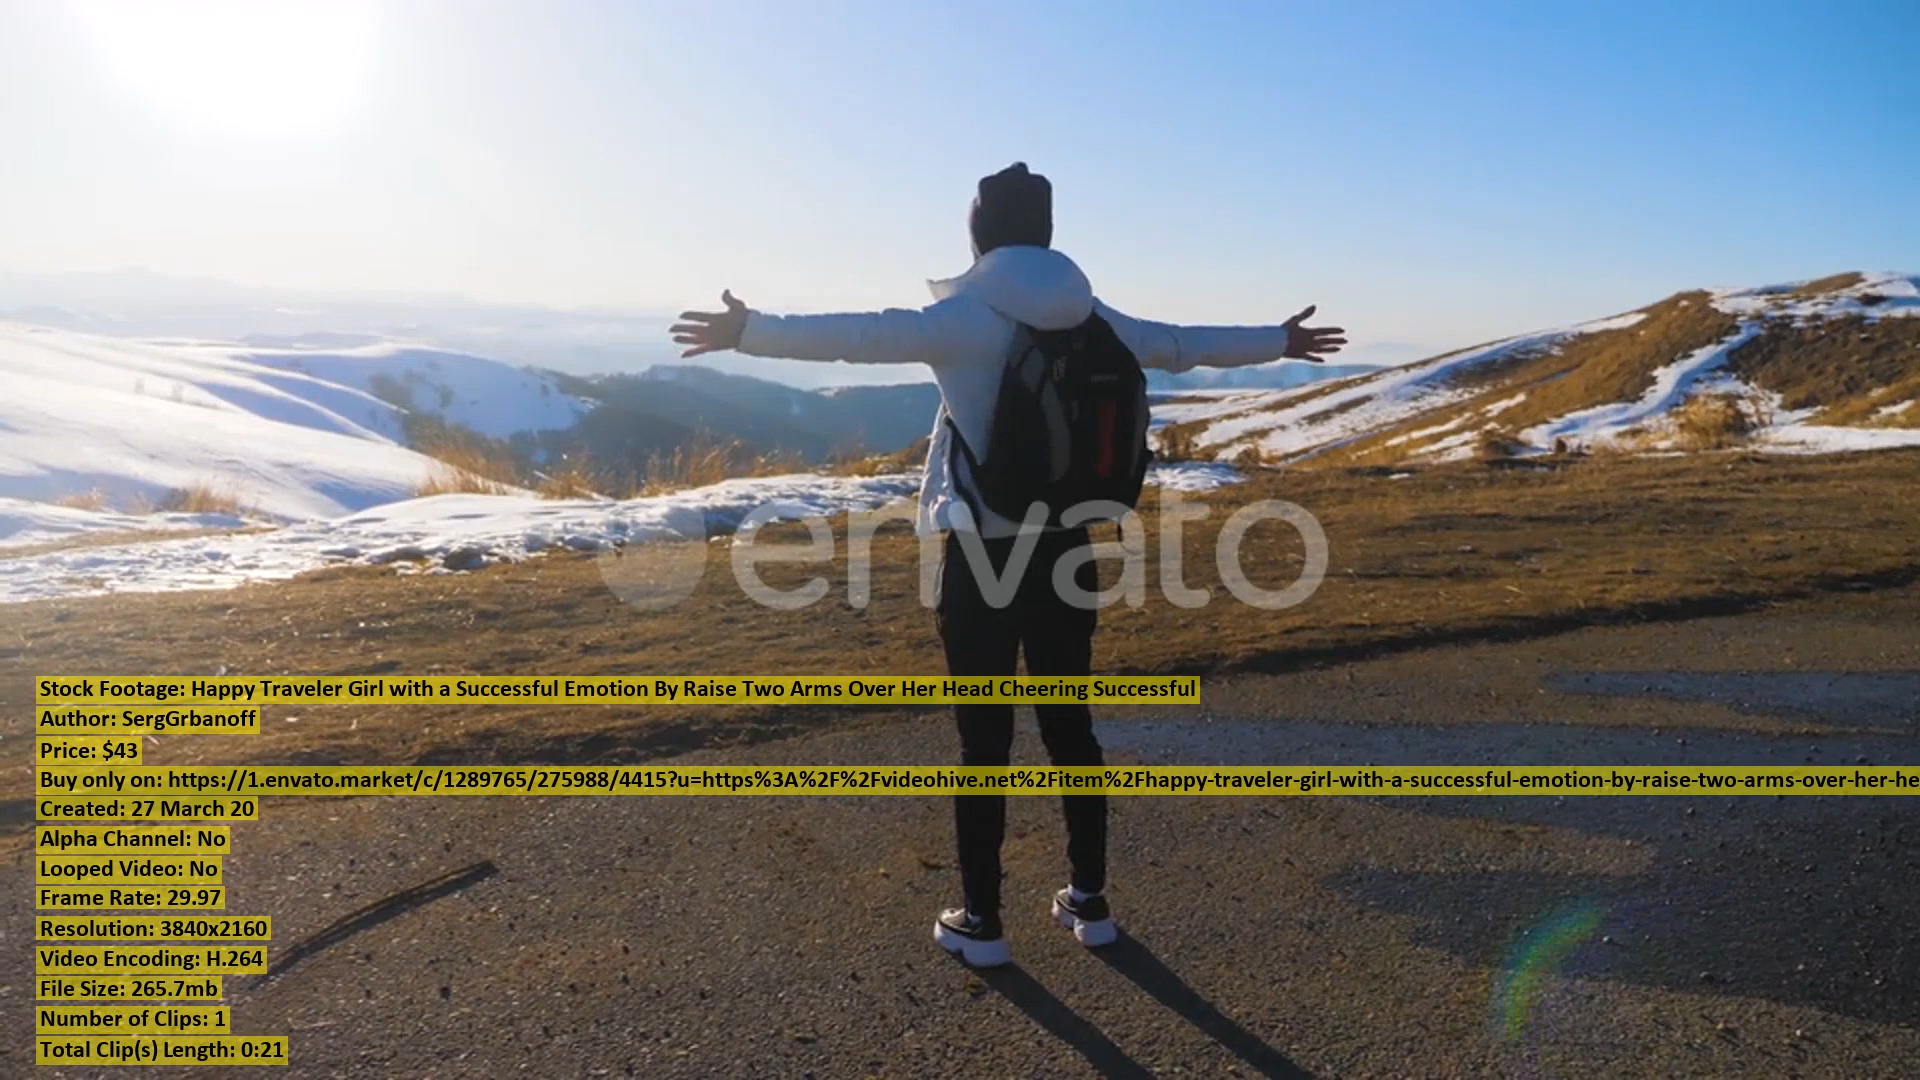 envato
Stock Footage: Happy Traveler Girl with a Successful Emotion By Raise Two Arms Over Her Head Cheering Successful
Author: SergGrbanoff
Price: $43
Buy only on: https://1.envato.market/c/1289765/275988/4415?u=https%3A%2F%2Fvideohive.net%2Fitem%2Fhappy-traveler-girl-with-a-successful-emotion-by-raise-two-arms-over-her-he
Created: 27 March 20
Alpha Channel: No
Looped Video: No
Frame Rate: 29.97
Resolution: 3840x2160
Video Encoding: H.264
File Size: 265.7mb
Number of Clips: 1
Total Clip(s) Length: 0:21